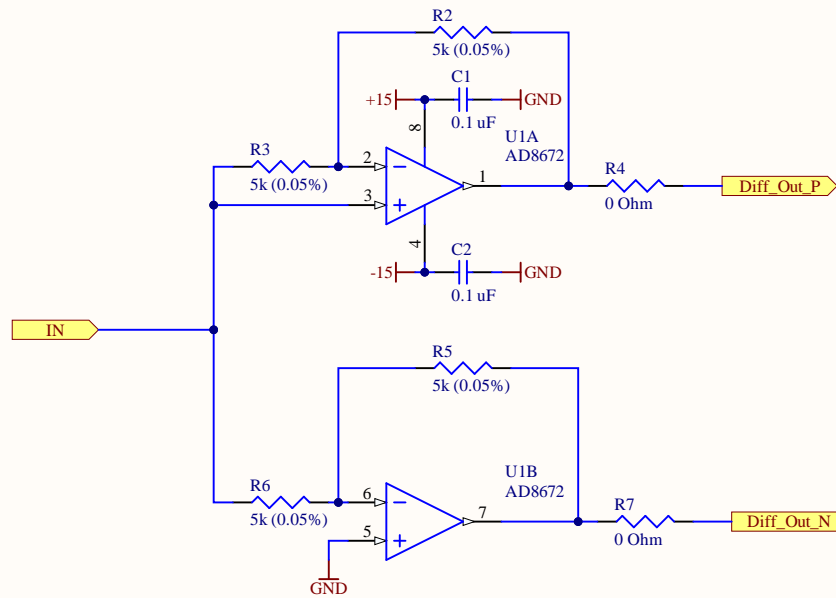 R2
5k (0.05%)
C1
+15
GND
0.1 uF
8
U1A
AD8672
R3
5k (0.05%)
2
3
1
R4
0 Ohm
Diff_Out_P
4
C2
-15
GND
0.1 uF
IN
R5
5k (0.05%)
U1B
AD8672
R6
5k (0.05%)
6
5
7
R7
0 Ohm
Diff_Out_N
GND